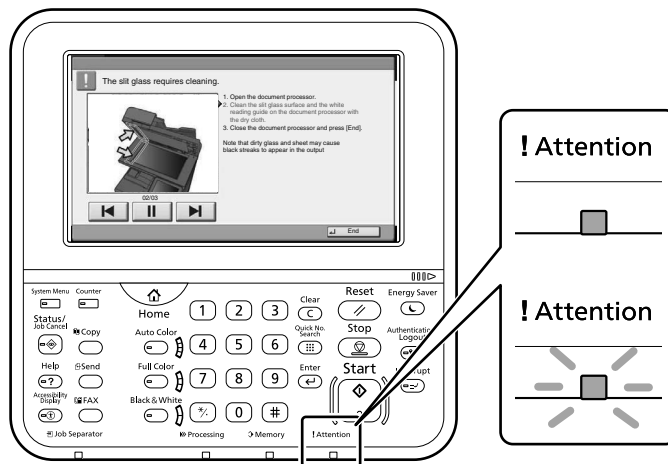 ! The slit glass requires cleaning.
1. Open the document processor.
2. Clean the slit glass surface and the white
reading guide on the document processor with
the dry cloth.
3. Close the document processor and press [End].
Note that dirty glass and sheet may cause
black streaks to appear in the output
02/03
End
! Attention
! Attention
System Menu
Counter
Home
1
2
3
Clear
C
Reset
Energy Saver
Status/
Job Cancel
Copy
Auto Color
4
5
6
Quick No.
Search
Stop
Help
?
Send
Full Color
7
8
9
Enter
Start
Accessibility
Display
FAX
Black & White
*/.
0
#
Job Separator
Processing
Memory
! Attention